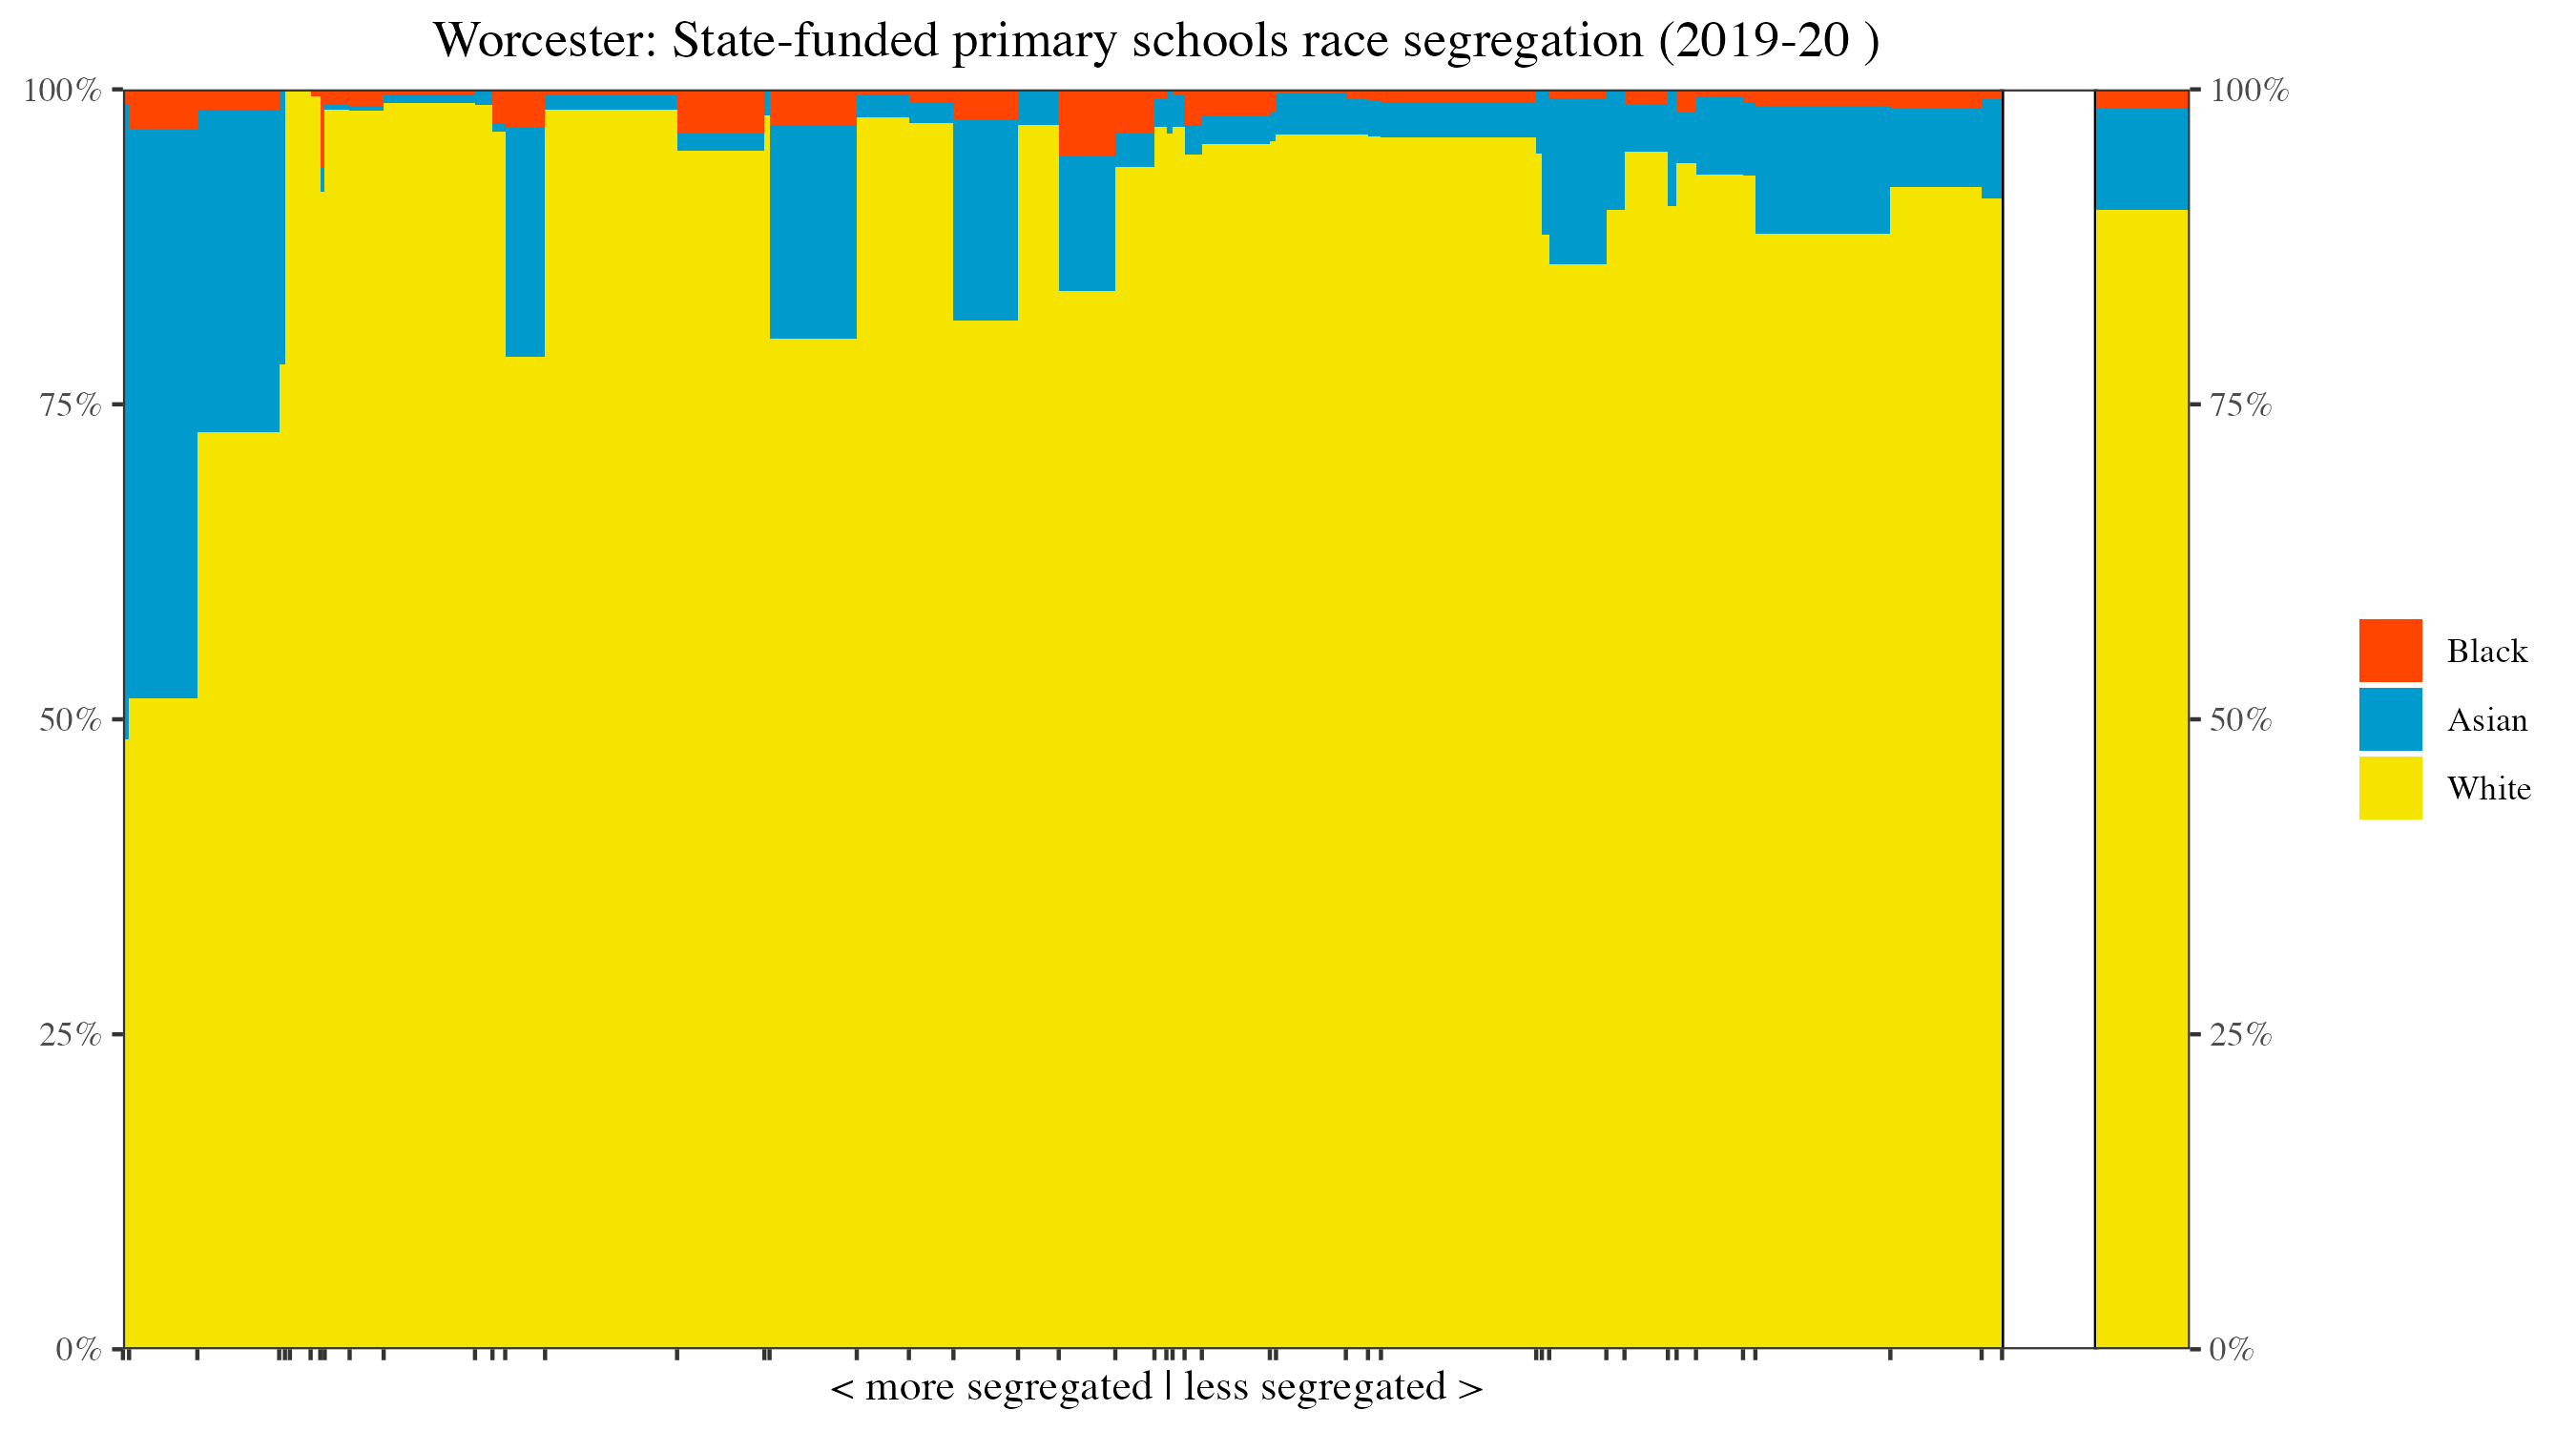 Worcester: State-funded primary schools race segregation (2019-20 )
100%
75%
50%
25%
0%
100%
75%
50%
25%
0%
Black
Asian
White
< more segregated | less segregated >